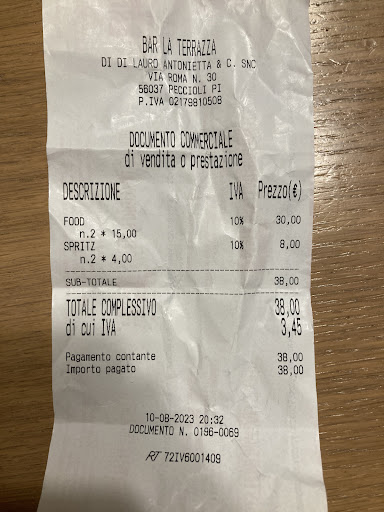 BAR LA TERRAZZA
DI DI LAURO ANTONIETTA & C. SNC
VIA ROMA N. 30
56037 PECCIOLI PI
P.IVA 02179810508
DOCUMENTO COMMERCIALE
di vendita o prestazione
DESCRIZIONE IVA Prezzo(€)
FOOD 10% 30,00
n.2 * 15,00
SPRITZ 10% 8,00
n.2 * 4,00
SUB-TOTALE 38,00
TOTALE COMPLESSIVO 38,00
di cui IVA 3,45
Pagamento contante 38,00
Importo pagato 38,00
10-08-2023 20:32
DOCUMENTO N. 0196-0069
RT 72IV6001409